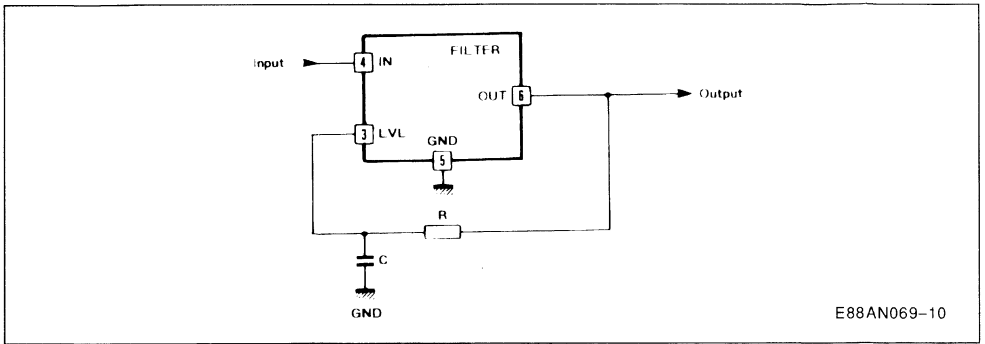 FILTER
Input
4 IN
OUT 6
Output
3 LVL
GND
5
R
C
GND
E88AN069-10